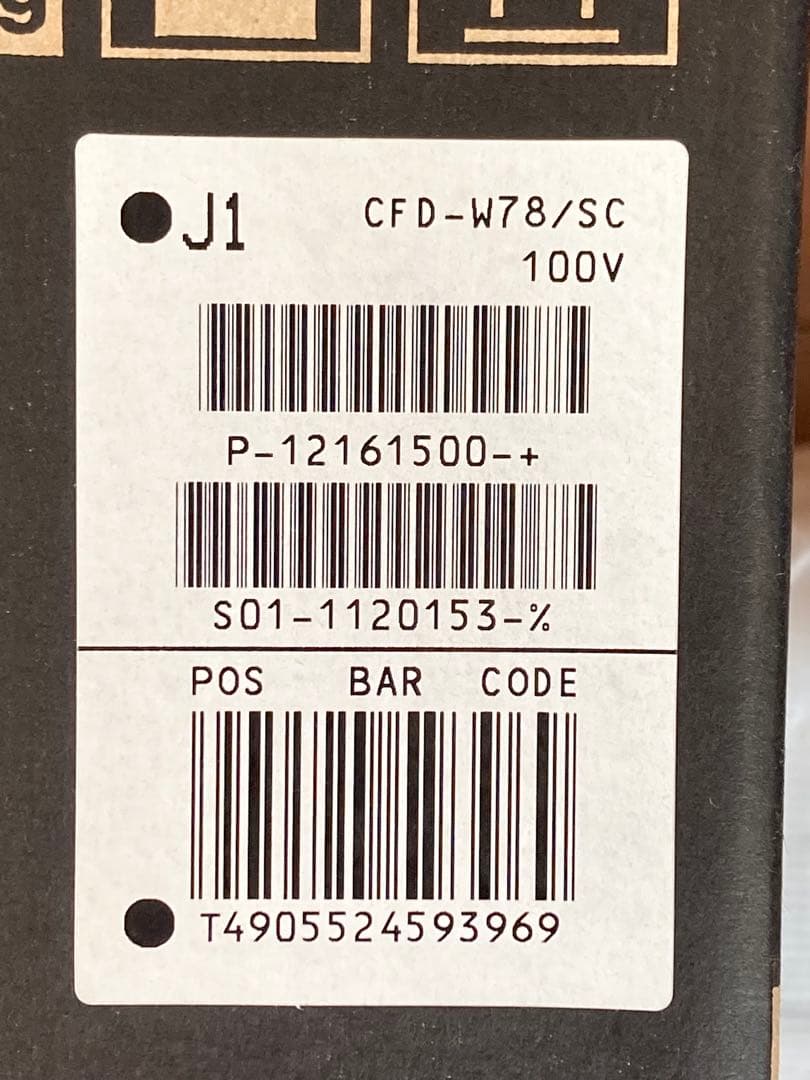 J1
CFD-W78/SC
100V
P-12161500-+
S01-1120153-%
POS BAR CODE
T4905524593969